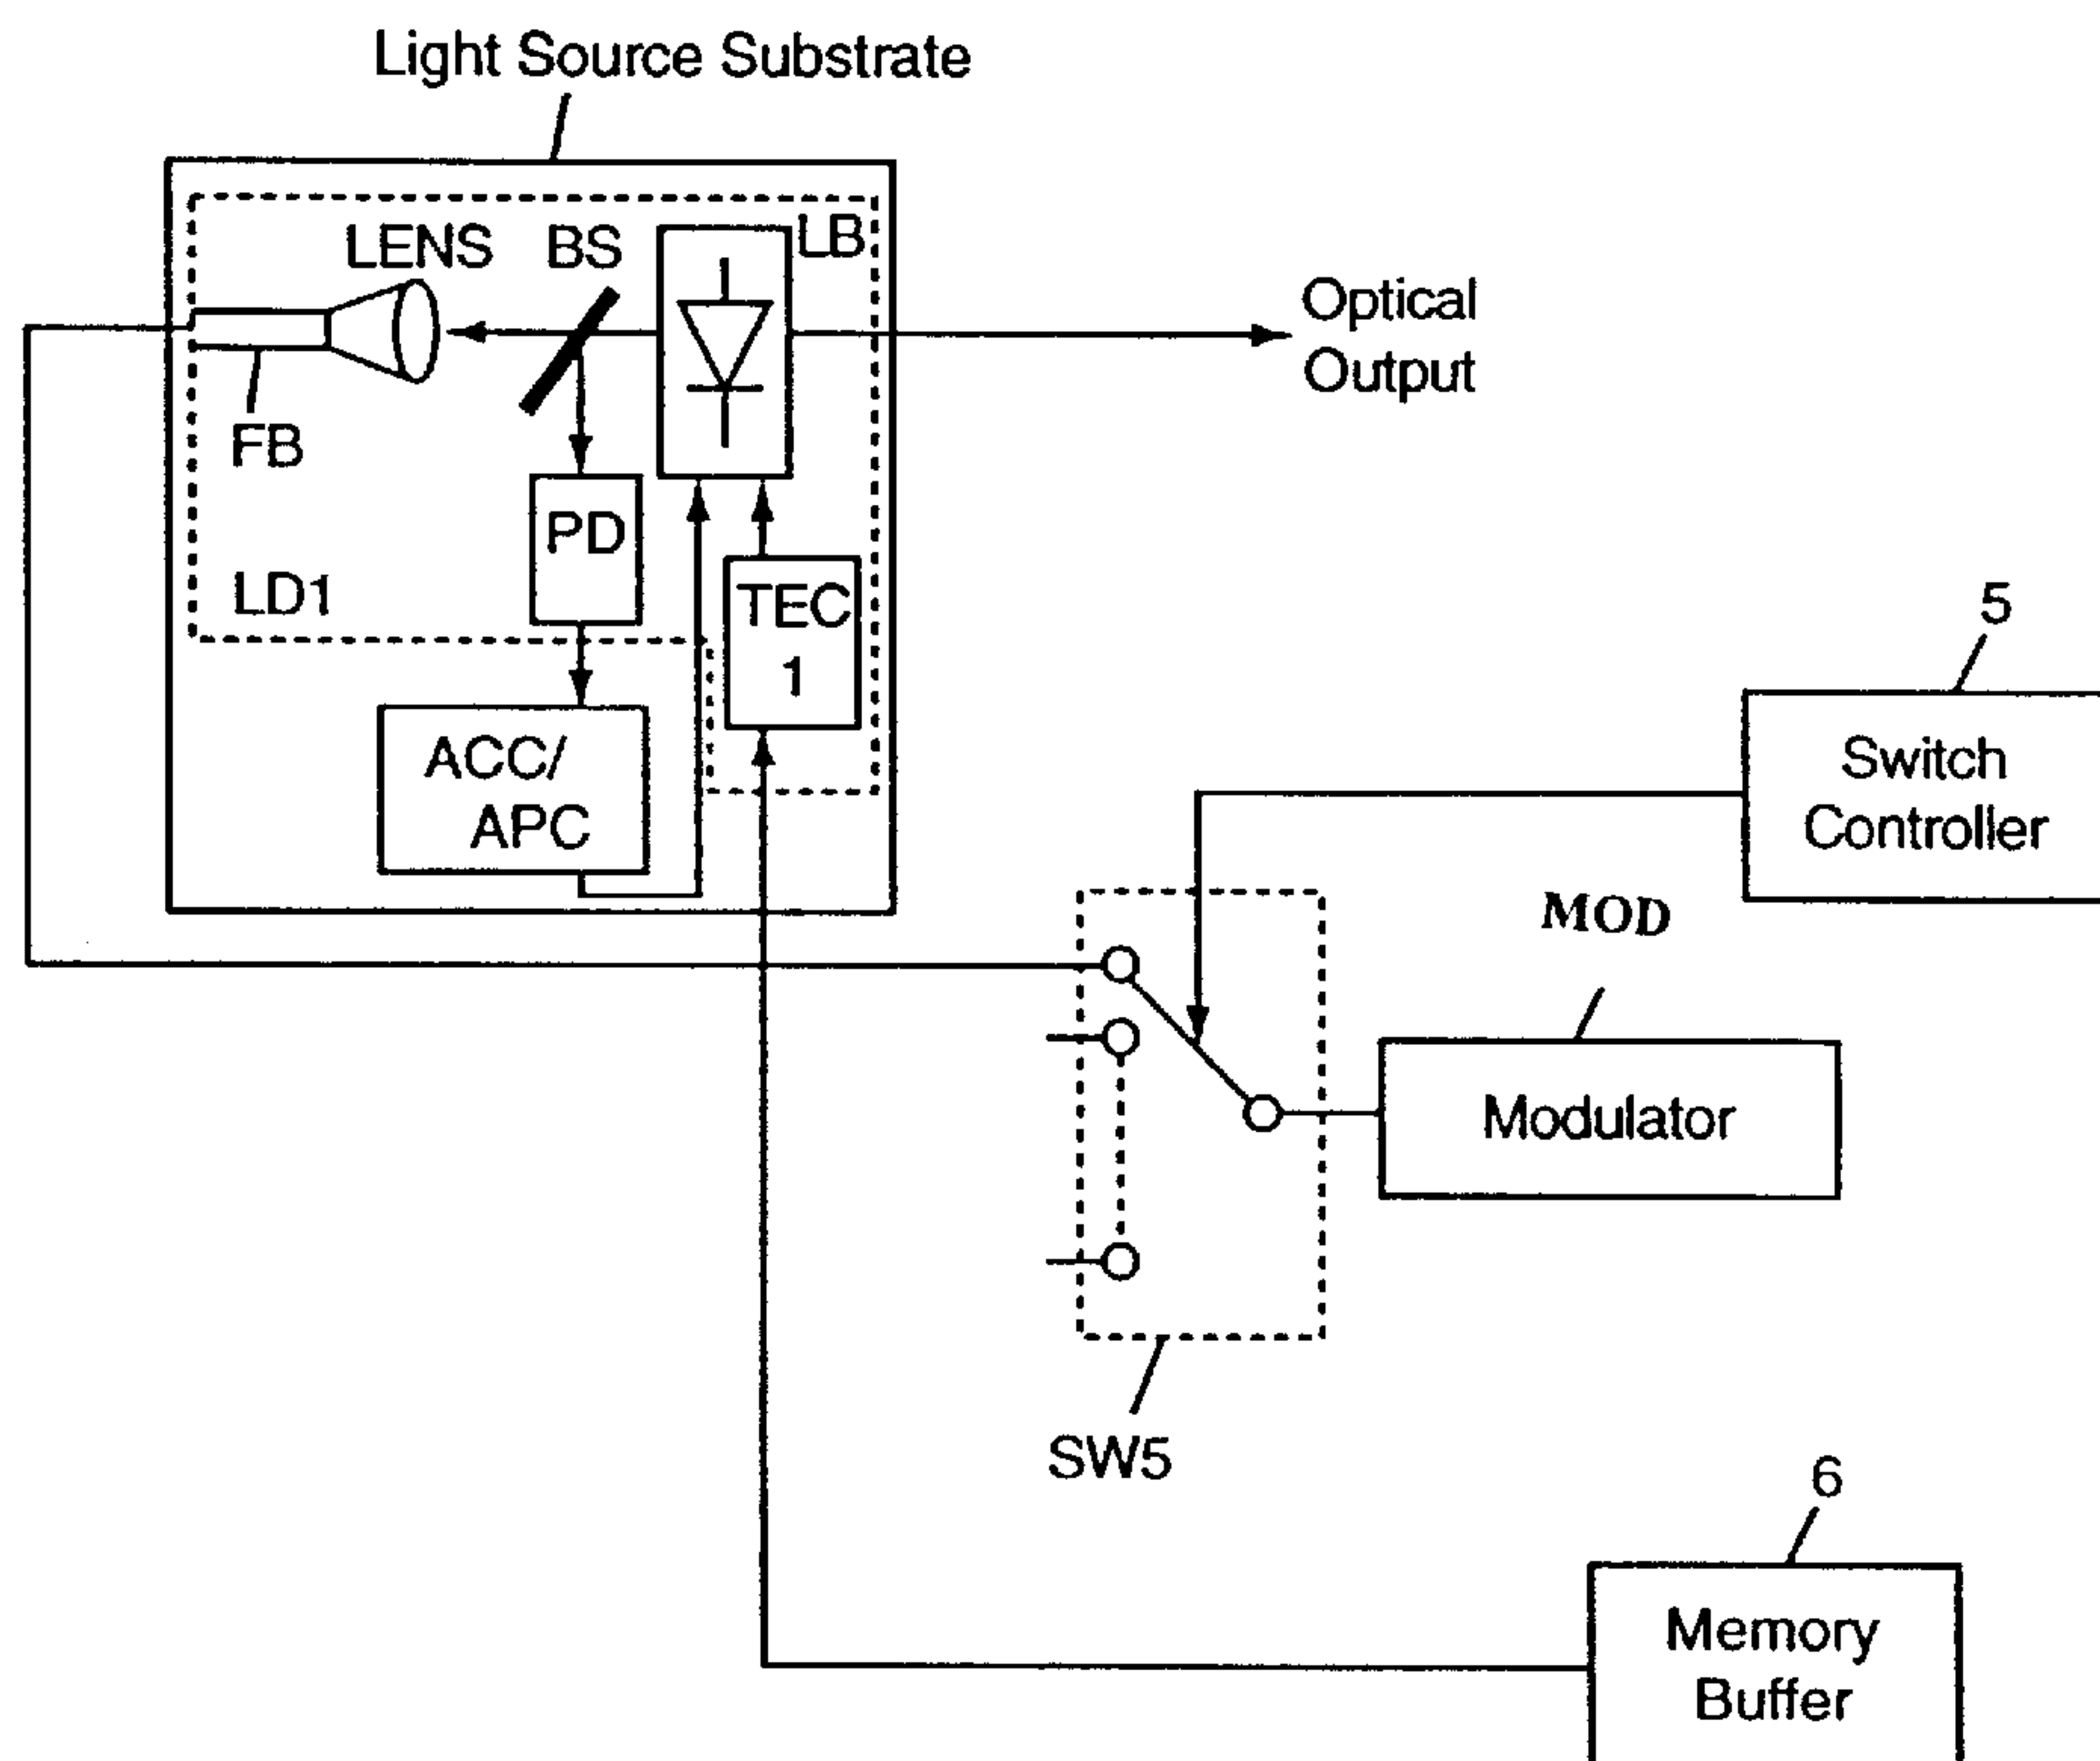 Light Source Substrate
LENS
BS
LB
Optical
Output
FB
PD
LD1
TEC
1
5
ACC/
APC
Switch
Controller
MOD
Modulator
SW5
6
Memory
Buffer